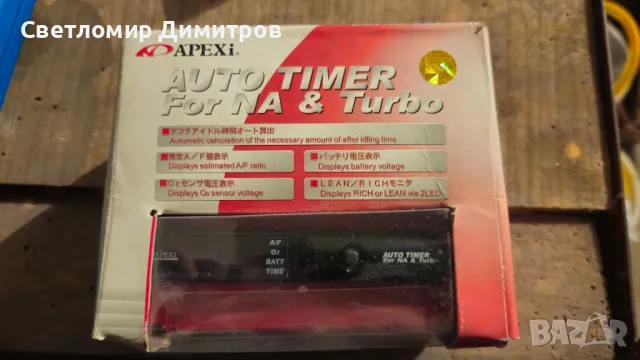 Светломир Димитров
APEXi
AUTO TIMER
For NA & Turbo
■アフタアイドル時間オート算出
Automatic calculation of the necessary amount of after idling time
■推定A／F値表示
Displays estimated A/F ratio
■バッテリ電圧表示
Displays battery voltage
■O2センサ電圧表示
Displays O2 sensor voltage
■LEAN／RICHモニタ
Displays RICH or LEAN via 3LED
APEXi
A/F
O2
BATT
TIME
AUTO TIMER
For NA & Turbo
BAZAR
bg